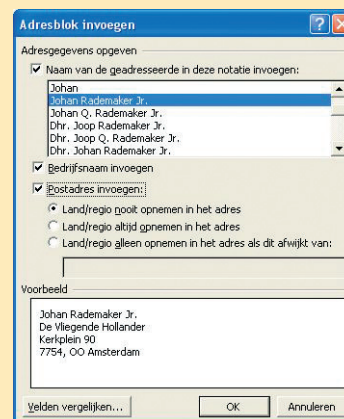 Adresblok invoegen
Adresgegevens opgeven
Naam van de geadresseerde in deze notatie invoegen:
Johan
Johan Rademaker Jr.
Johan Q. Rademaker Jr.
Dhr. Joop Rademaker Jr.
Dhr. Joop Q. Rademaker Jr.
Dhr. Johan Rademaker Jr.
Bedrijfsnaam invoegen
Postadres invoegen:
Land/regio nooit opnemen in het adres
Land/regio altijd opnemen in het adres
Land/regio alleen opnemen in het adres als dit afwijkt van:
Voorbeeld
Johan Rademaker Jr.
De Vliegende Hollander
Kerkplein 90
7754, OO Amsterdam
Velden vergelijken... OK Annuleren